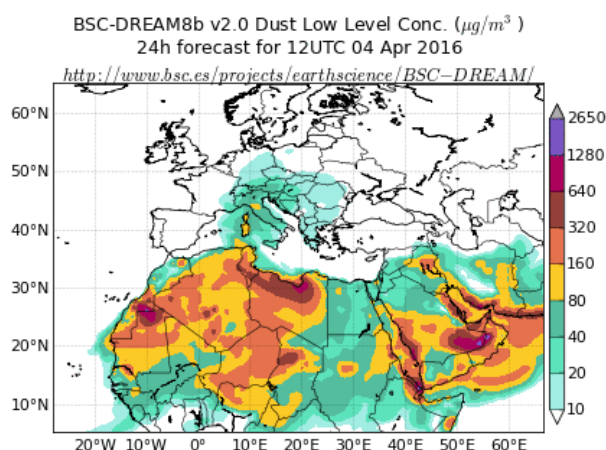 BSC-DREAM8b v2.0 Dust Low Level Conc. (μg/m³ )
24h forecast for 12UTC 04 Apr 2016
http://www.bsc.es/projects/earthscience/BSC−DREAM/
60°N
50°N
40°N
30°N
20°N
10°N
20°W 10°W 0° 10°E 20°E 30°E 40°E 50°E 60°E
2650
1280
640
320
160
80
40
20
10